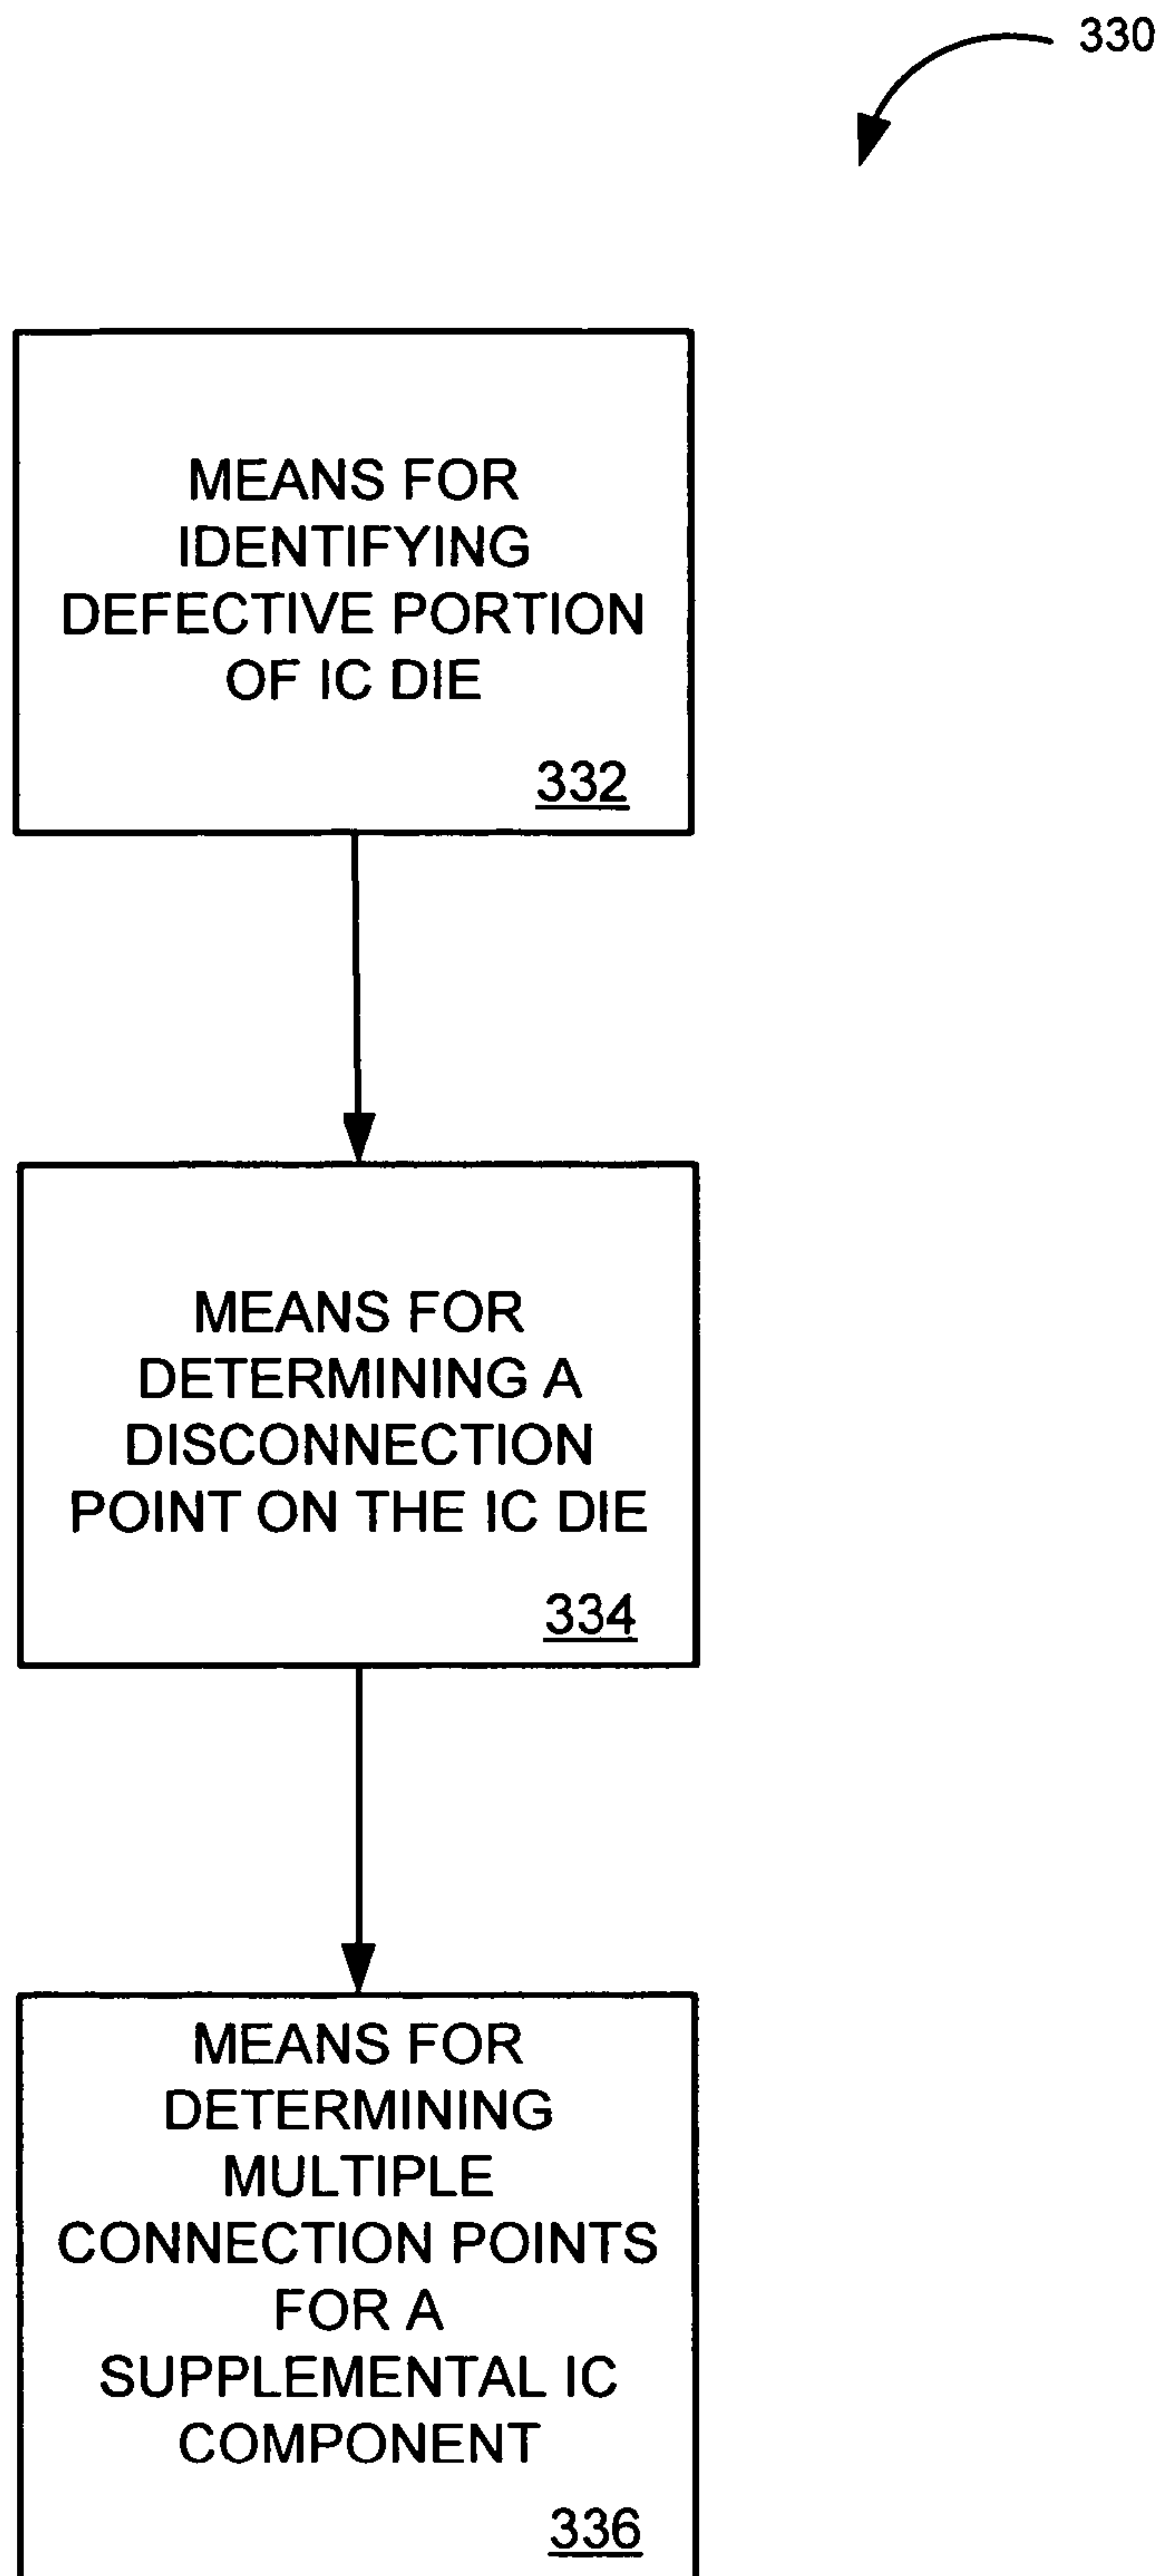 330
MEANS FOR
IDENTIFYING
DEFECTIVE PORTION
OF IC DIE
332
MEANS FOR
DETERMINING A
DISCONNECTION
POINT ON THE IC DIE
334
MEANS FOR
DETERMINING
MULTIPLE
CONNECTION POINTS
FOR A
SUPPLEMENTAL IC
COMPONENT
336